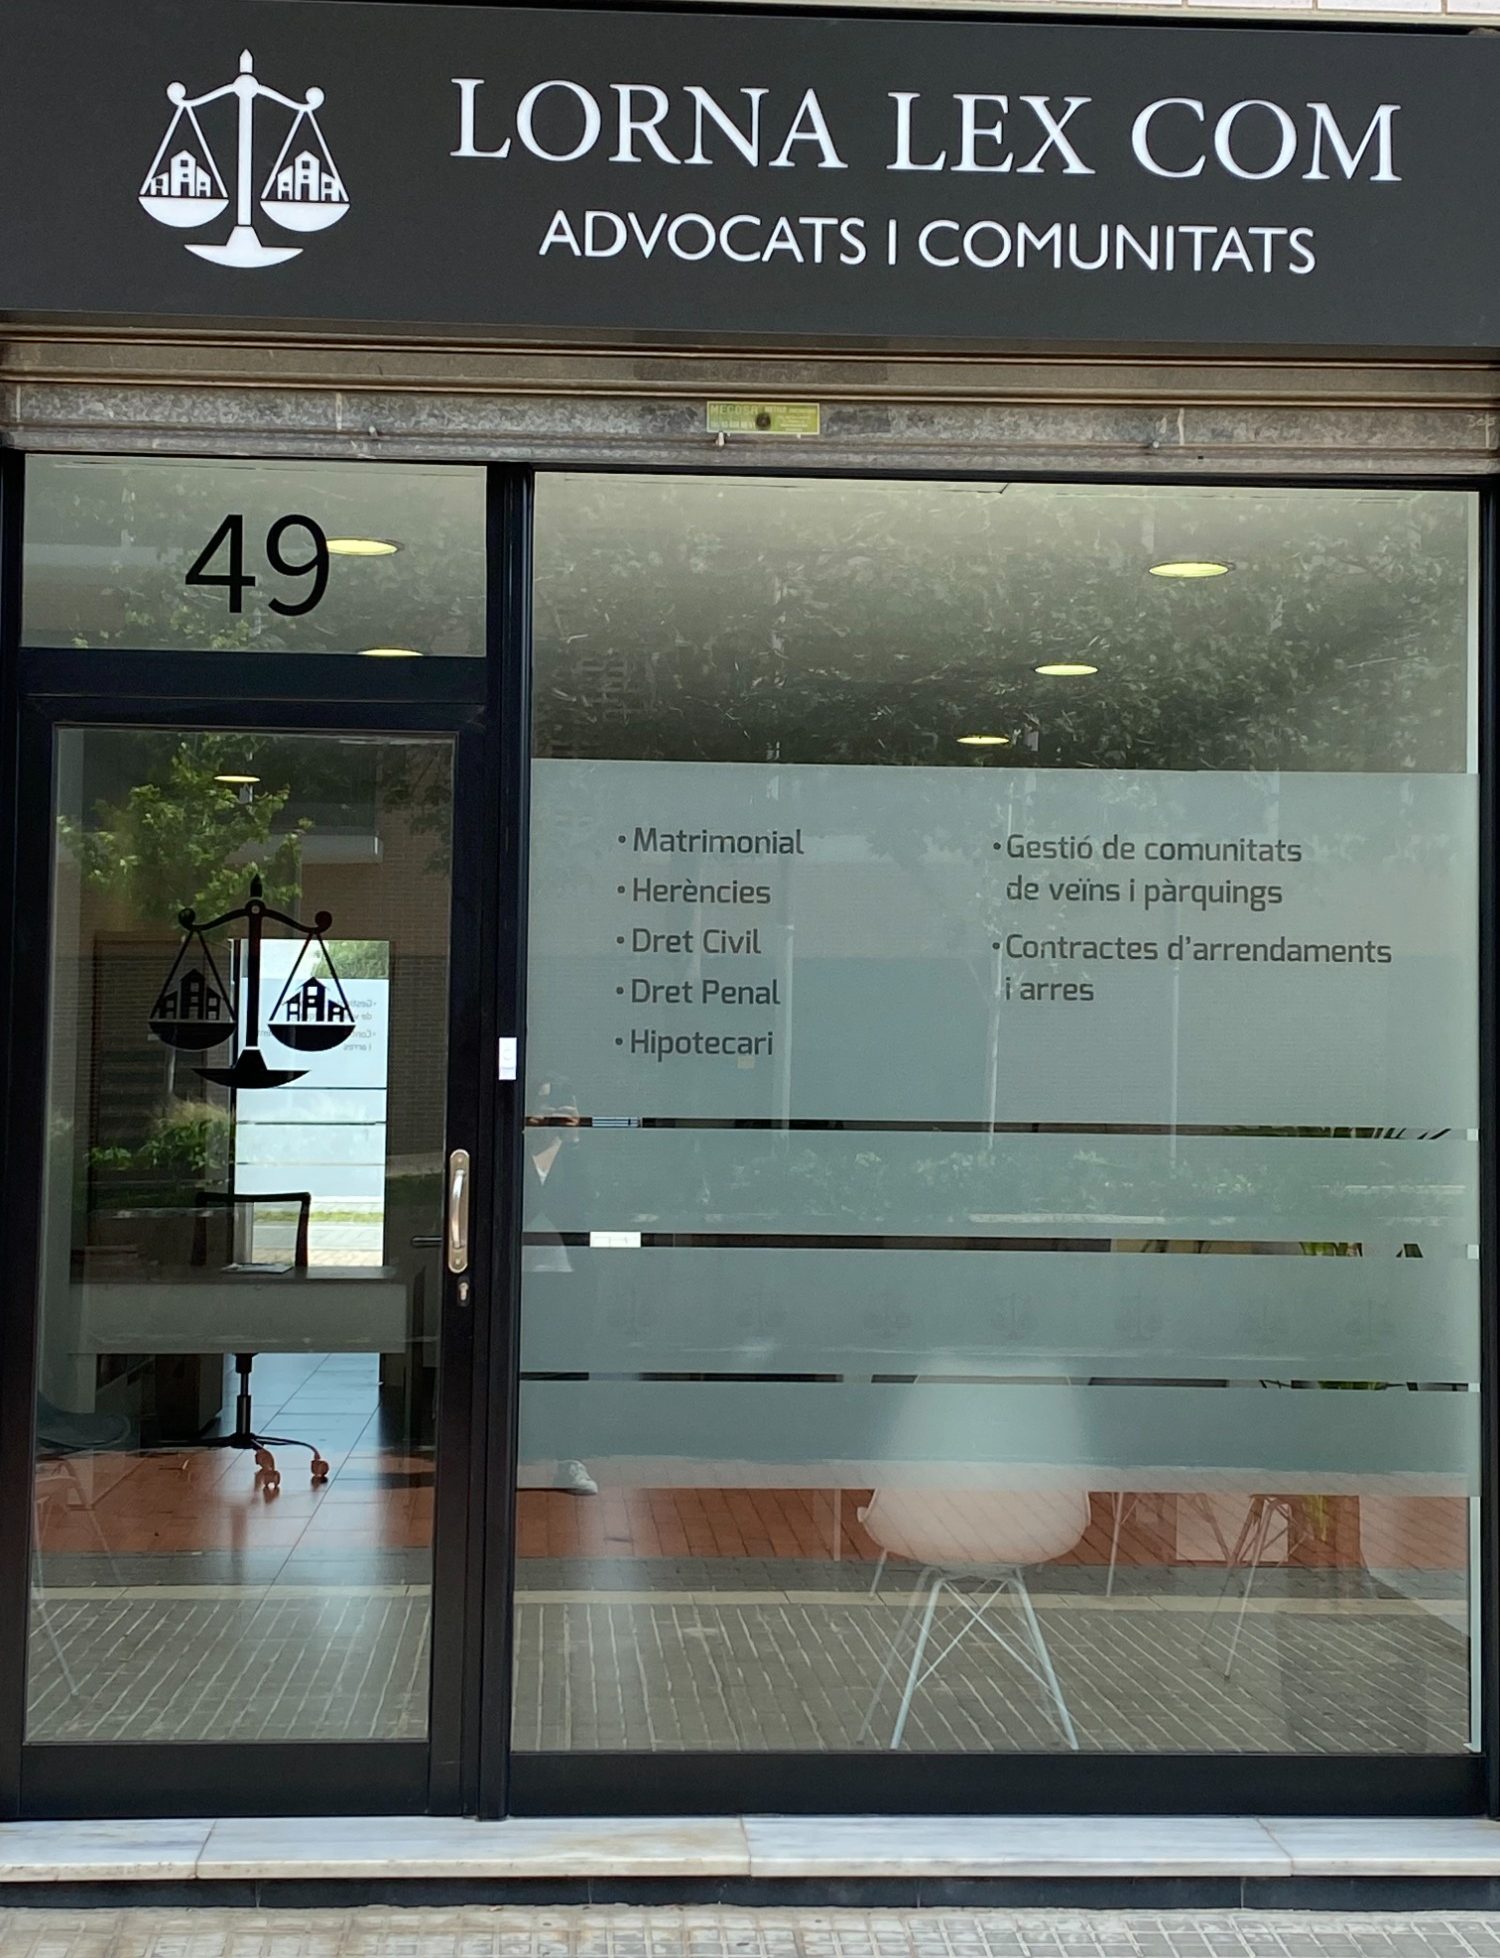 LORNA LEX COM
ADVOCATS I COMUNITATS
MECOSA
49
• Matrimonial
• Herències
• Dret Civil
• Dret Penal
• Hipotecari
• Gestió de comunitats
de veïns i pàrquings
• Contractes d'arrendaments
i arres